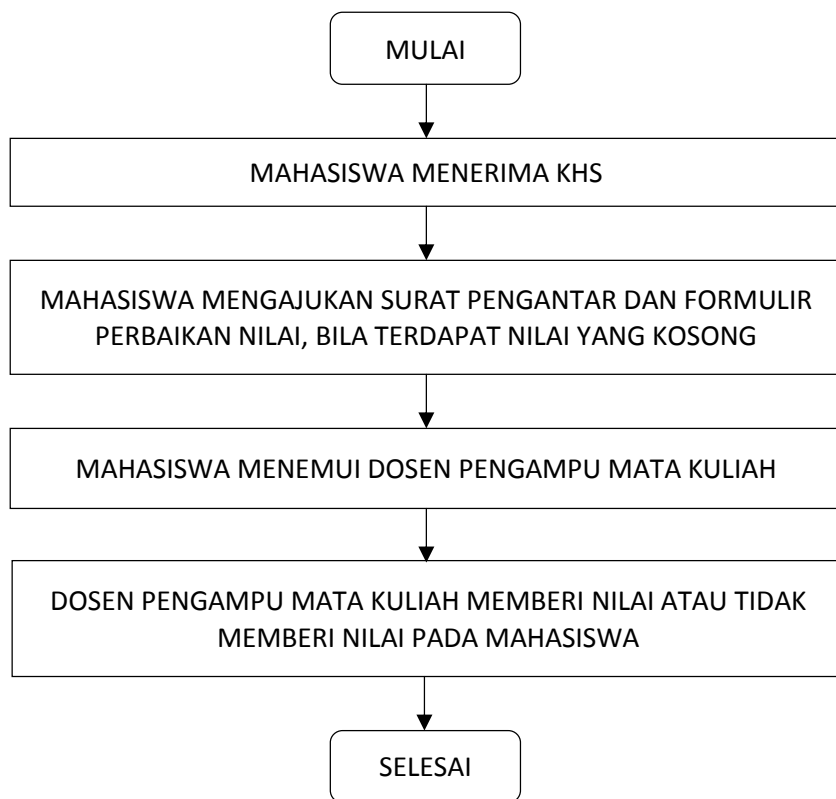 MULAI
MAHASISWA MENERIMA KHS
MAHASISWA MENGAJUKAN SURAT PENGANTAR DAN FORMULIR
PERBAIKAN NILAI, BILA TERDAPAT NILAI YANG KOSONG
MAHASISWA MENEMUI DOSEN PENGAMPU MATA KULIAH
DOSEN PENGAMPU MATA KULIAH MEMBERI NILAI ATAU TIDAK
MEMBERI NILAI PADA MAHASISWA
SELESAI